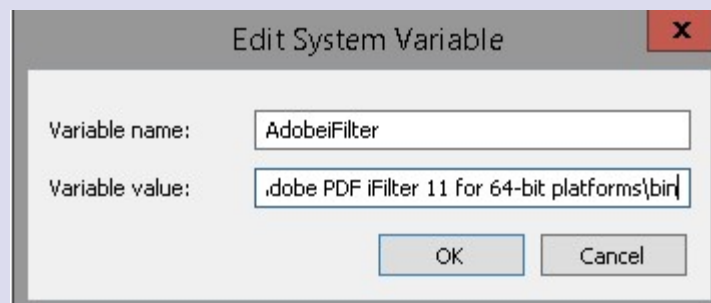 Edit System Variable
x
Variable name: AdobeiFilter
Variable value: dobe PDF iFilter 11 for 64-bit platforms\bin
OK Cancel